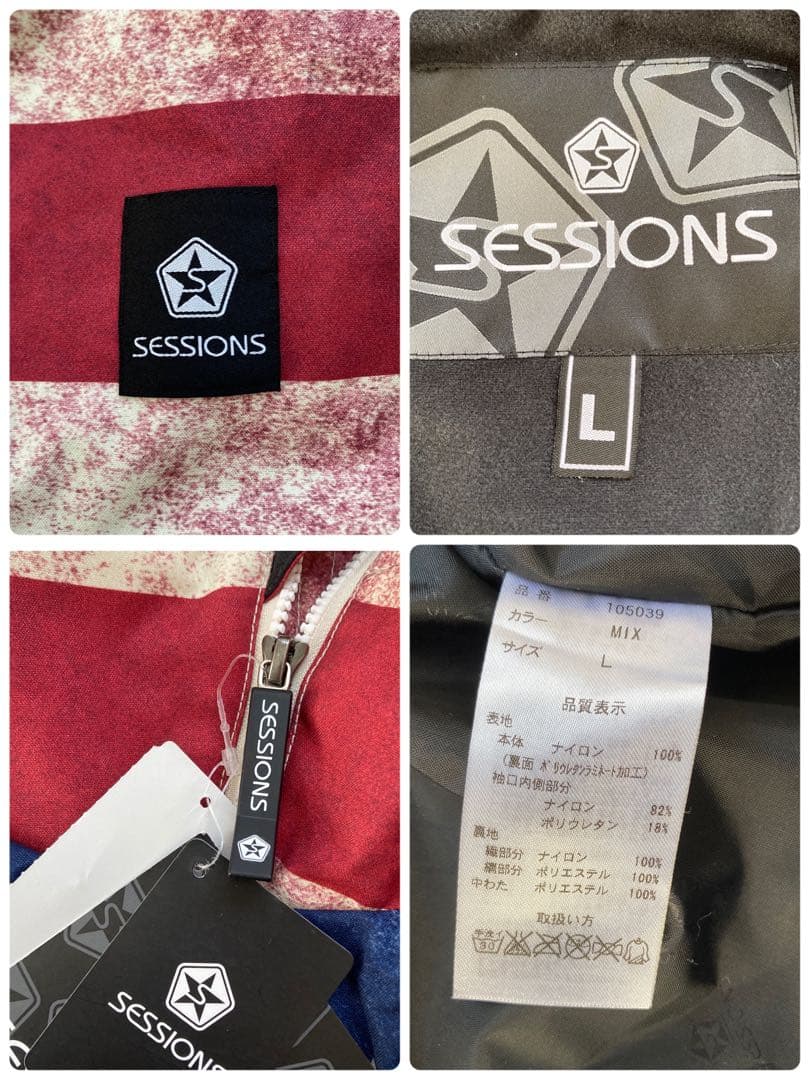 SESSIONS
SESSIONS
L
SESSIONS
SESSIONS
品番 105039
カラー MIX
サイズ L
品質表示
表地
本体 ナイロン 100%
(裏面 ポリウレタンラミネート加工)
袖口内側部分
ナイロン 82%
ポリウレタン 18%
裏地
織部分 ナイロン 100%
編部分 ポリエステル 100%
中わた ポリエステル 100%
取扱い方
手洗イ
30